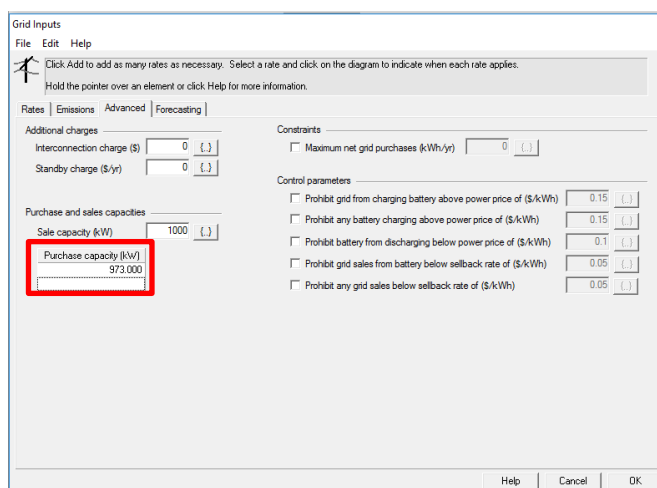 Grid Inputs
File Edit Help
Click Add to add as many rates as necessary. Select a rate and click on the diagram to indicate when each rate applies.
Hold the pointer over an element or click Help for more information.
Rates Emissions Advanced Forecasting
Additional charges
Interconnection charge ($) 0 {..}
Standby charge ($/yr) 0 {..}
Purchase and sales capacities
Sale capacity (kW) 1000 {..}
Purchase capacity (kW)
973.000
Constraints
Maximum net grid purchases (kWh/yr) 0 {..}
Control parameters
Prohibit grid from charging battery above power price of ($/kWh) 0.15 {..}
Prohibit any battery charging above power price of ($/kWh) 0.15 {..}
Prohibit battery from discharging below power price of ($/kWh) 0.1 {..}
Prohibit grid sales from battery below sellback rate of ($/kWh) 0.05 {..}
Prohibit any grid sales below sellback rate of ($/kWh) 0.05 {..}
Help Cancel OK